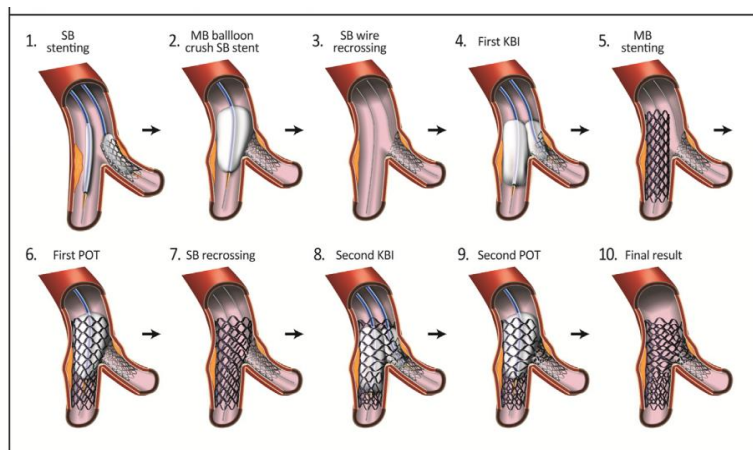 1. SB
stenting
2. MB ballloon
crush SB stent
3. SB wire
recrossing
4. First KBI
5. MB
stenting
6. First POT
7. SB recrossing
8. Second KBI
9. Second POT
10. Final result